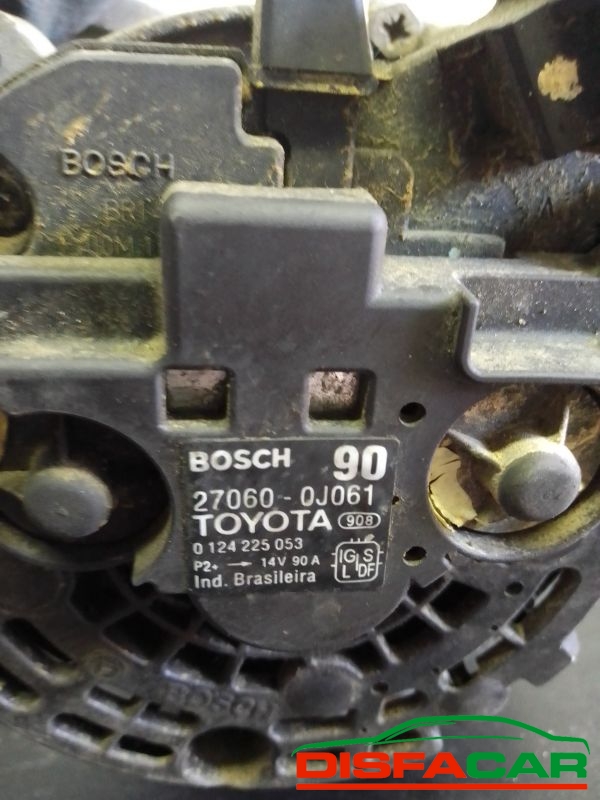 BOSCH
BOSCH 90
27060-0J061
TOYOTA 908
0 124 225 053
P2+ → 14V 90 A
IG S
L DF
Ind. Brasileira
BOSCH
DISFACAR